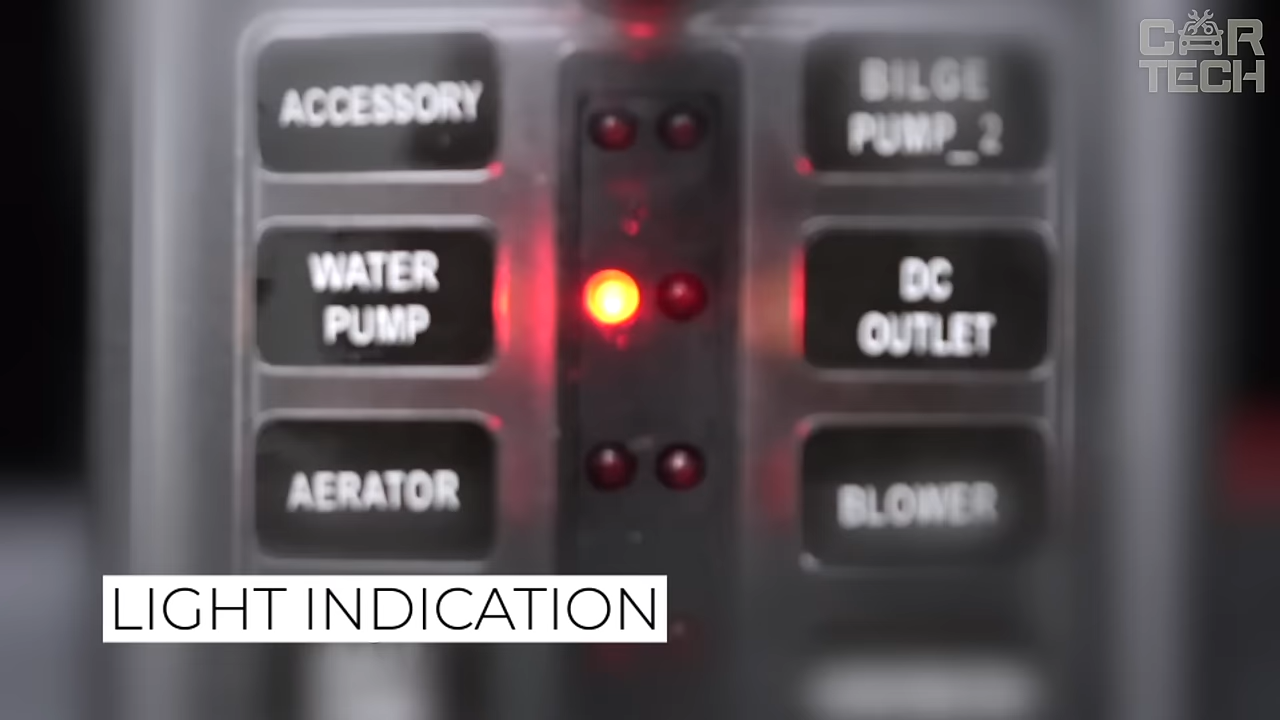 CAR
TECH
ACCESSORY
BILGE
PUMP_2
WATER
PUMP
DC
OUTLET
AERATOR
BLOWER
LIGHT INDICATION